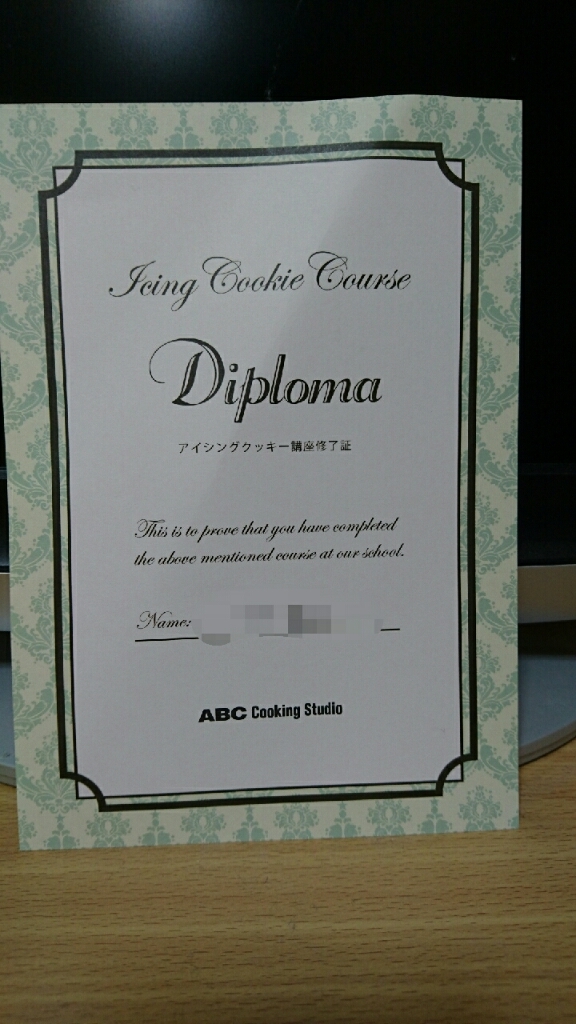 Icing Cookie Course
Diploma
アイシングクッキー講座修了証
This is to prove that you have completed
the above mentioned course at our school.
Name:
ABC Cooking Studio